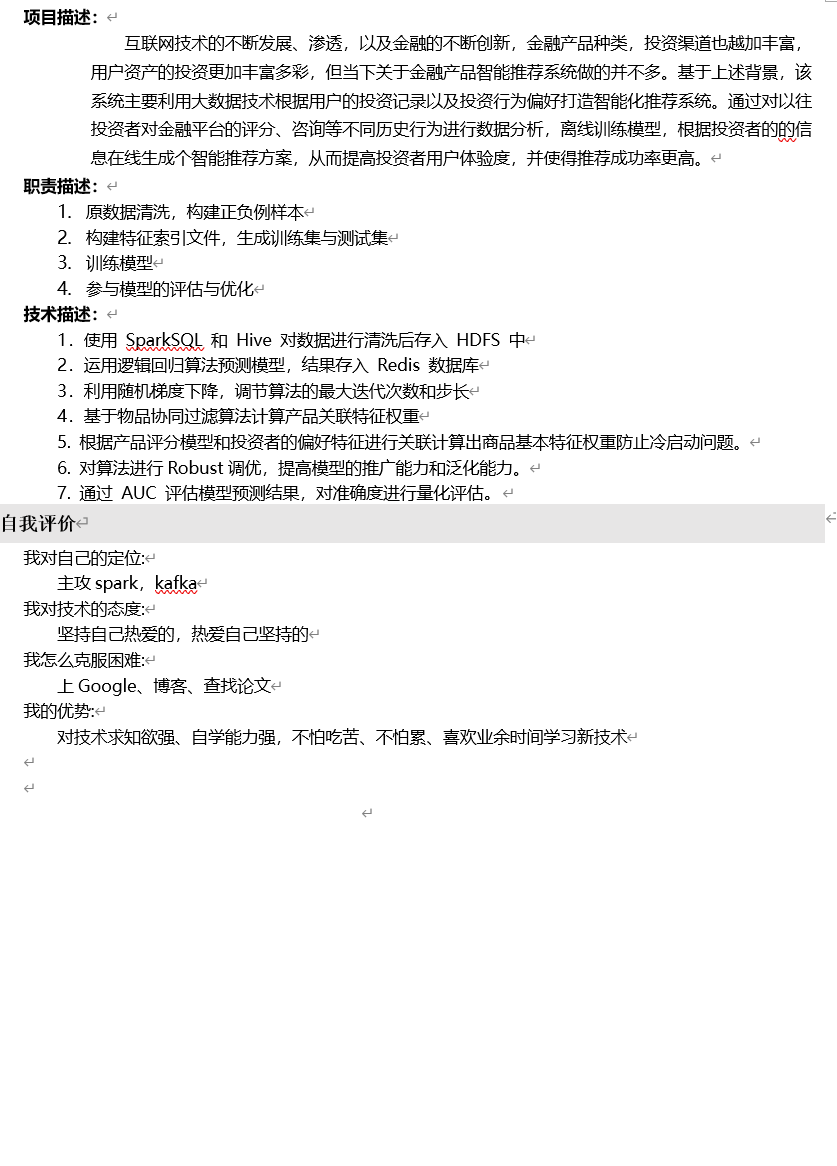 项目描述：
互联网技术的不断发展、渗透，以及金融的不断创新，金融产品种类，投资渠道也越加丰富，
用户资产的投资更加丰富多彩，但当下关于金融产品智能推荐系统做的并不多。基于上述背景，该
系统主要利用大数据技术根据用户的投资记录以及投资行为偏好打造智能化推荐系统。通过对以往
投资者对金融平台的评分、咨询等不同历史行为进行数据分析，离线训练模型，根据投资者的的信
息在线生成个智能推荐方案，从而提高投资者用户体验度，并使得推荐成功率更高。
职责描述：
1. 原数据清洗，构建正负例样本
2. 构建特征索引文件，生成训练集与测试集
3. 训练模型
4. 参与模型的评估与优化
技术描述：
1. 使用 SparkSQL 和 Hive 对数据进行清洗后存入 HDFS 中
2. 运用逻辑回归算法预测模型，结果存入 Redis 数据库
3. 利用随机梯度下降，调节算法的最大迭代次数和步长
4. 基于物品协同过滤算法计算产品关联特征权重
5. 根据产品评分模型和投资者的偏好特征进行关联计算出商品基本特征权重防止冷启动问题。
6. 对算法进行 Robust 调优，提高模型的推广能力和泛化能力。
7. 通过 AUC 评估模型预测结果，对准确度进行量化评估。
自我评价
我对自己的定位:
主攻 spark，kafka
我对技术的态度:
坚持自己热爱的，热爱自己坚持的
我怎么克服困难:
上 Google、博客、查找论文
我的优势:
对技术求知欲强、自学能力强，不怕吃苦、不怕累、喜欢业余时间学习新技术